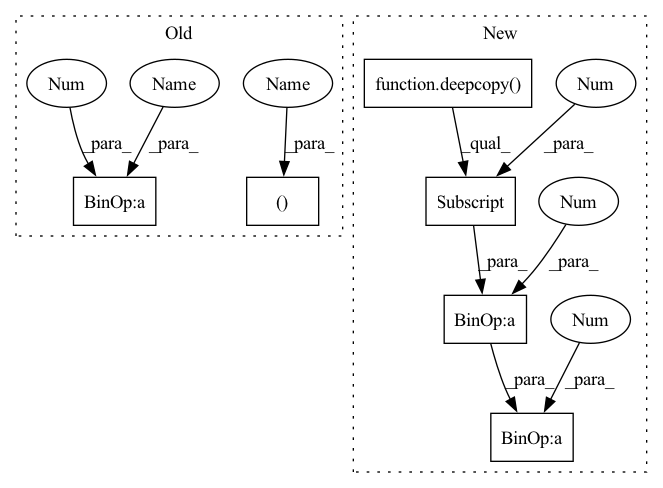 Old
New
Num
Name
Name
function.deepcopy()
Num
_para_
_para_
_para_
_qual_
_para_
BinOp:a
()
Subscript
Num
_para_
_para_
BinOp:a
Num
_para_
_para_
BinOp:a